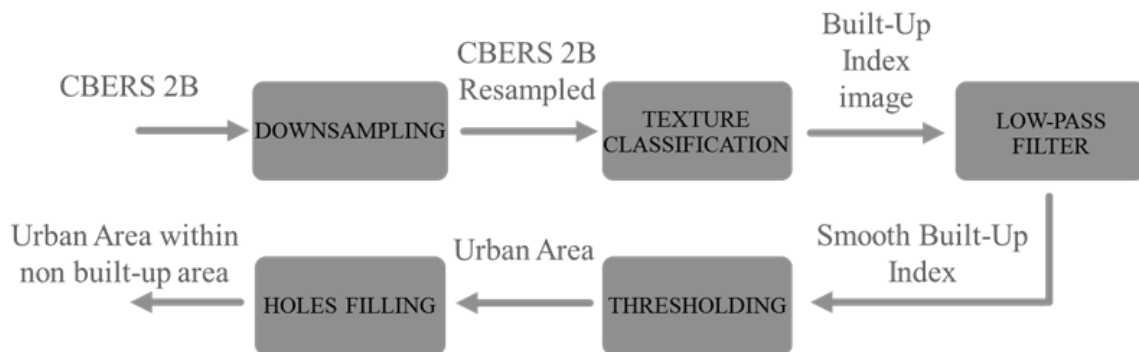 CBERS 2B
DOWNSAMPLING
CBERS 2B
Resampled
TEXTURE
CLASSIFICATION
Built-Up
Index
image
LOW-PASS
FILTER
Smooth Built-Up
Index
THRESHOLDING
Urban Area
HOLES FILLING
Urban Area within
non built-up area